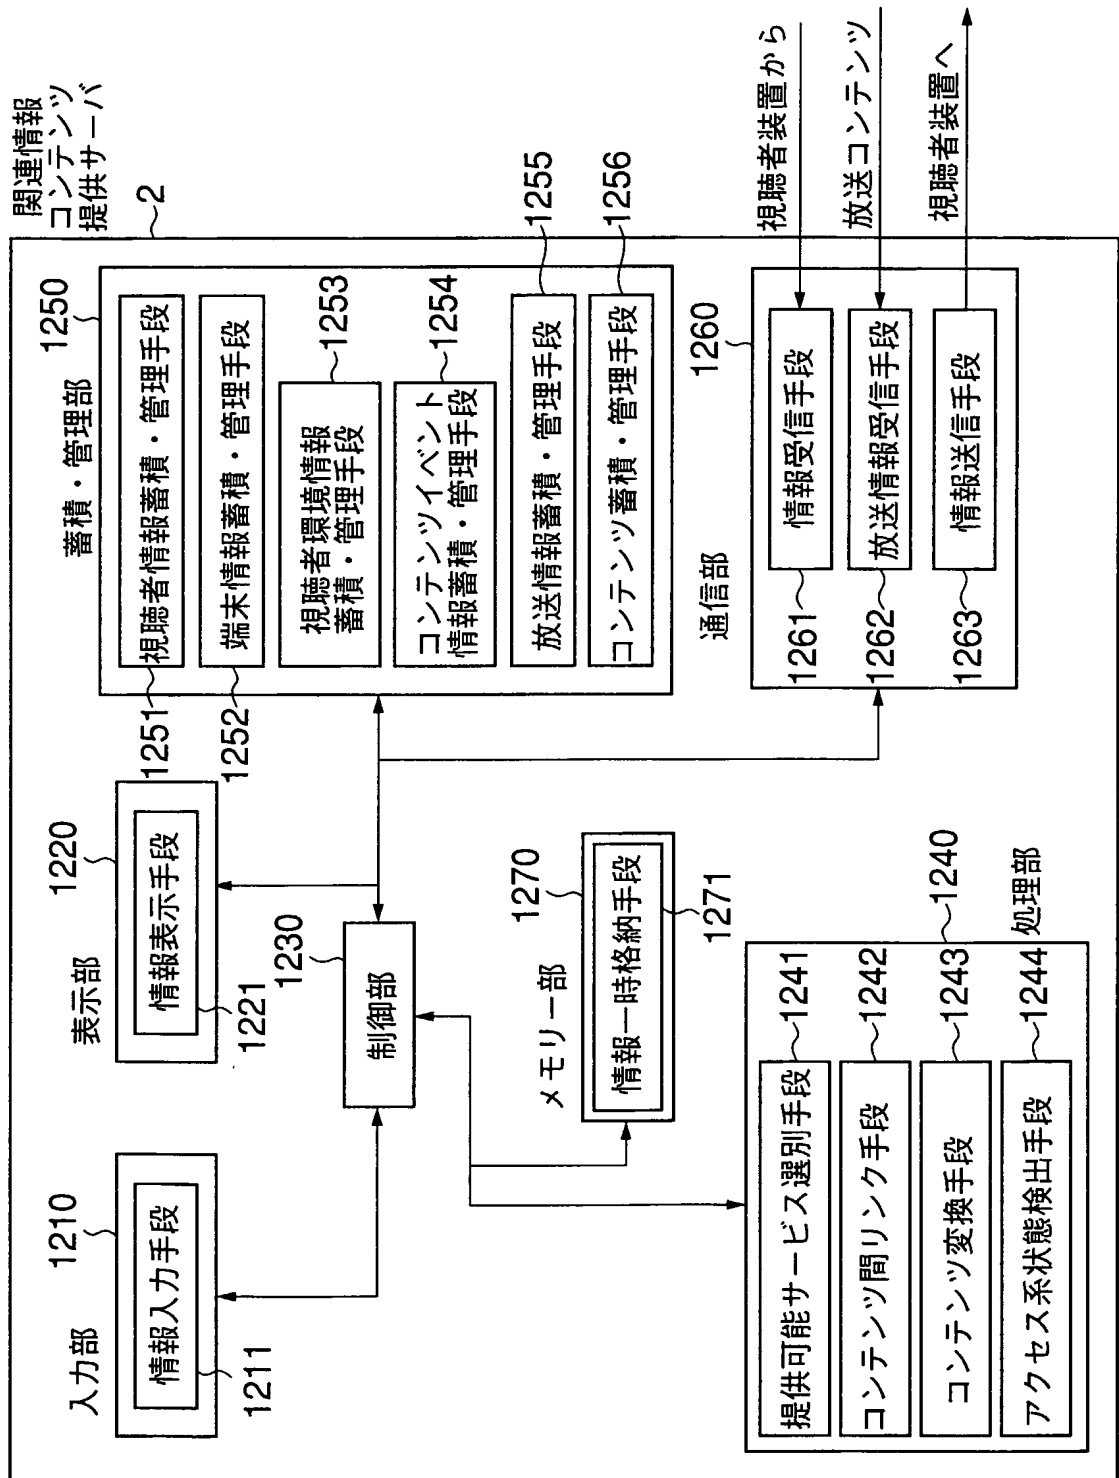 関連情報
コンテンツ
提供サーバ
2
入力部
1210
情報入力手段
1211
表示部
1220
情報表示手段
1221
1230
制御部
蓄積・管理部
1250
1251
視聴者情報蓄積・管理手段
1252
端末情報蓄積・管理手段
1253
視聴者環境情報
蓄積・管理手段
1254
コンテンツイベント
情報蓄積・管理手段
1255
放送情報蓄積・管理手段
1256
コンテンツ蓄積・管理手段
メモリー部
1270
情報一時格納手段
1271
通信部
1260
1261
情報受信手段
視聴者装置から
1262
放送情報受信手段
放送コンテンツ
1263
情報送信手段
視聴者装置へ
1240
処理部
提供可能サービス選別手段
1241
コンテンツ間リンク手段
1242
コンテンツ変換手段
1243
アクセス系状態検出手段
1244